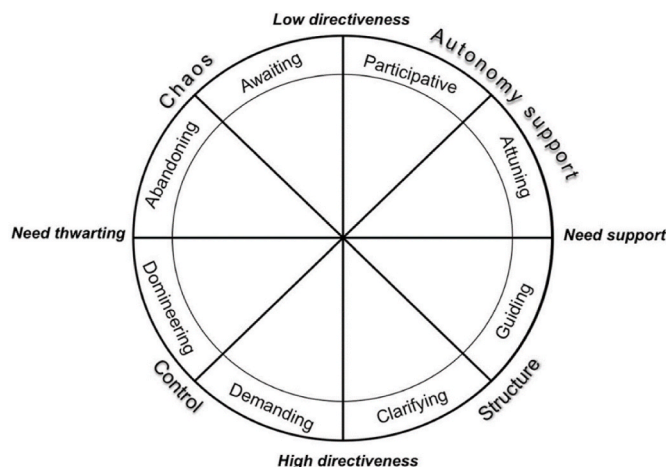 Low directiveness
Chaos
Awaiting
Participative
Autonomy support
Abandoning
Attuning
Need thwarting
Need support
Domineering
Guiding
Control
Demanding
Clarifying
Structure
High directiveness